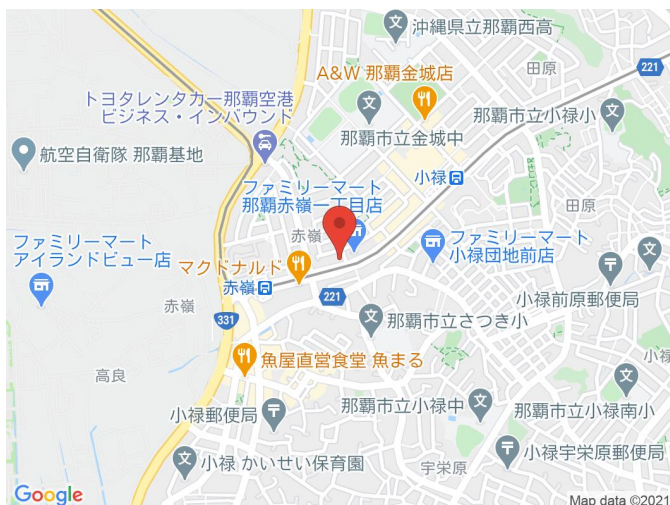 沖縄県立那覇西高
田原
221
A&W 那覇金城店
トヨタレンタカー那覇空港
ビジネス・インバウンド
那覇市立金城中
那覇市立小禄小
航空自衛隊 那覇基地
小禄
田原
ファミリーマート
那覇赤嶺一丁目店
赤嶺
ファミリーマート
アイランドビュー店
マクドナルド
ファミリーマート
小禄団地前店
赤嶺
赤嶺
221
小禄前原郵便局
331
那覇市立さつき小
魚屋直営食堂 魚まる
高良
小禄郵便局
那覇市立小禄中
那覇市立小禄南小
小禄 かいせい保育園
宇栄原
小禄宇栄原郵便局
Google
Map data ©2021